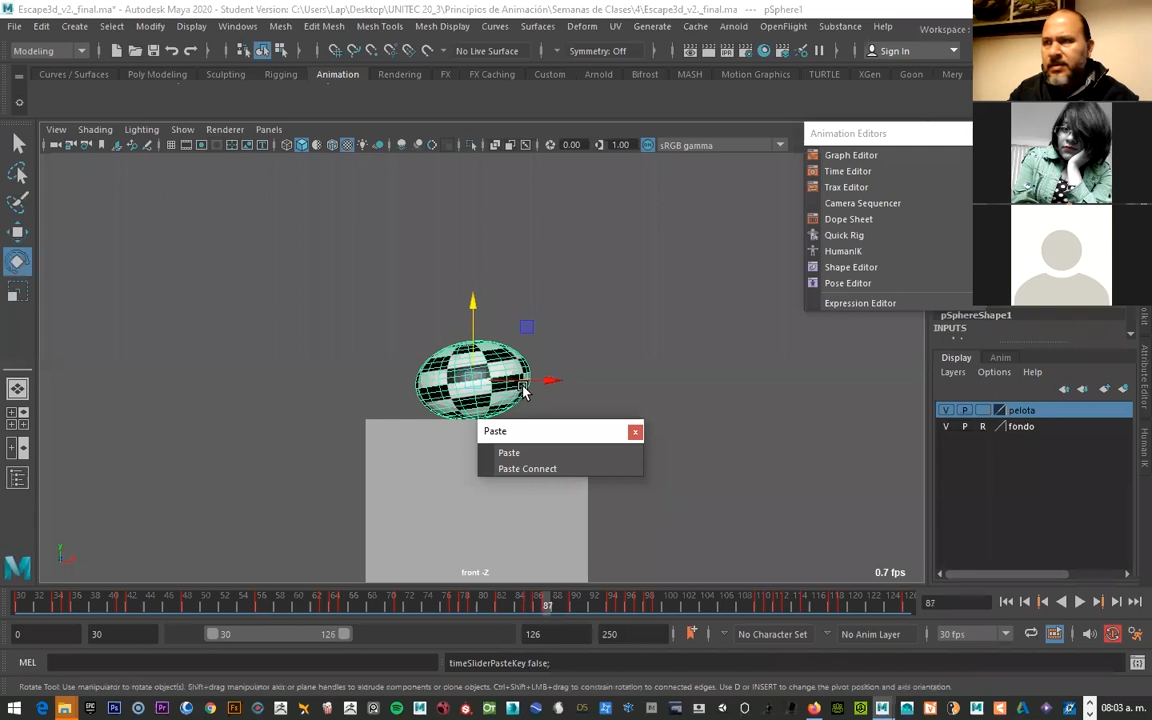 Escape3d_v2._final.ma* - Autodesk Maya 2020 - Student Version: C:\Users\Lap\Desktop\UNITEC 20_3\Principios de Animación\Semanas de Clases\4\Escape3d_v2._final.ma --- pSphere1
File Edit Create Select Modify Display Windows Mesh Edit Mesh Mesh Tools Mesh Display Curves Surfaces Deform UV Generate Cache Arnold OpenFlight Substance Help Workspace :
Modeling No Live Surface Symmetry: Off Sign In
Curves / Surfaces Poly Modeling Sculpting Rigging Animation Rendering FX FX Caching Custom Arnold Bifrost MASH Motion Graphics TURTLE XGen Goon Mery
View Shading Lighting Show Renderer Panels
0.00 1.00 sRGB gamma
Animation Editors
Graph Editor
Time Editor
Trax Editor
Camera Sequencer
Dope Sheet
Quick Rig
HumanIK
Shape Editor
Pose Editor
Expression Editor
pSphereShape1
INPUTS
Display Anim
Layers Options Help
V P pelota
V P R fondo
Attribute Editor
Human IK
Paste
Paste
Paste Connect
front -Z
0.7 fps
30 32 34 36 38 40 42 44 46 48 50 52 54 56 58 60 62 64 66 68 70 72 74 76 78 80 82 84 86 88 90 92 94 96 98 100 102 104 106 108 110 112 114 116 118 120
87
87
0 30 30 126 126 250 No Character Set No Anim Layer 30 fps
MEL timeSliderPasteKey false;
Rotate Tool: Use manipulator to rotate object(s). Shift+drag manipulator axis or plane handles to extrude components or clone objects. Ctrl+Shift+LMB+drag to constrain rotation to connected edges. Use D or INSERT to change the pivot position and axis orientation.
08:03 a. m.